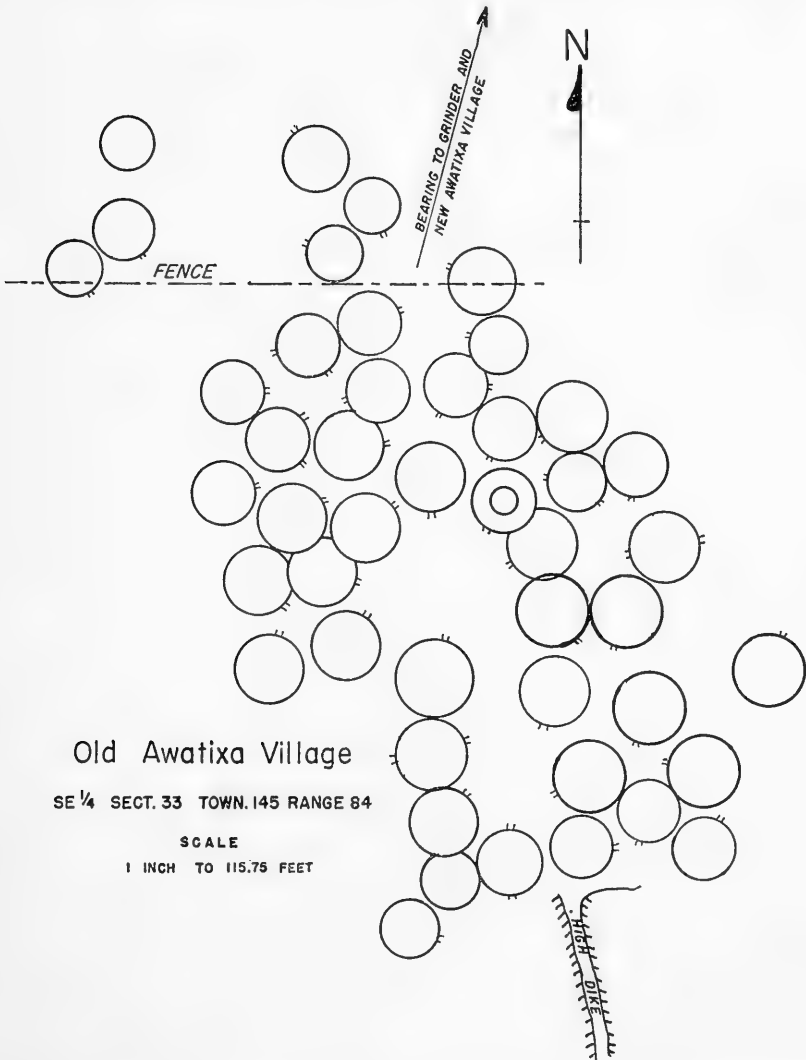 N
BEARING TO GRINDER AND
NEW AWATIXA VILLAGE
FENCE
Old Awatixa Village
SE ¼ SECT. 33 TOWN. 145 RANGE 84
SCALE
1 INCH TO 115.75 FEET
HIGH DIKE